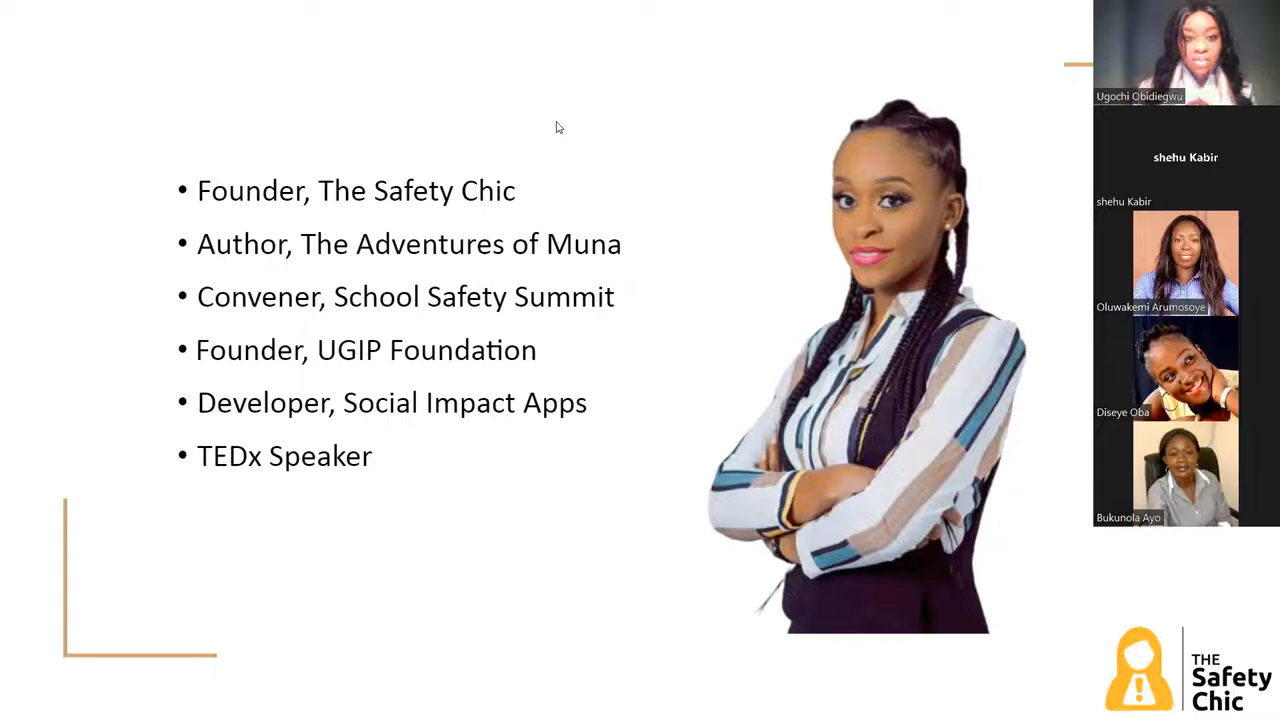 • Founder, The Safety Chic
• Author, The Adventures of Muna
• Convener, School Safety Summit
• Founder, UGIP Foundation
• Developer, Social Impact Apps
• TEDx Speaker
Ugochi Obidiegwu
shehu Kabir
shehu Kabir
Oluwakemi Arumosoye
Diseye Oba
Bukunola Ayo
THE
Safety
Chic